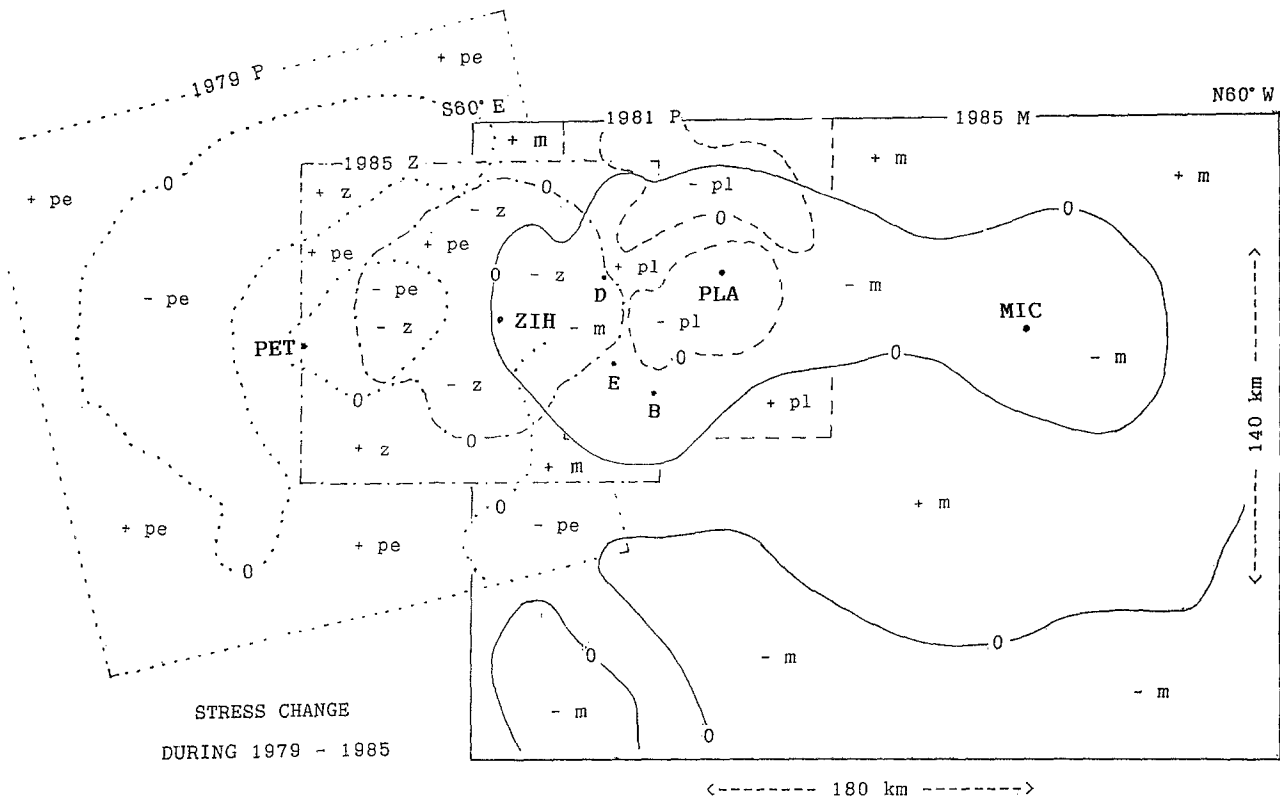 + pe
1979 P
S60° E
N60° W
1981 P
1985 M
+ m
+ m
1985 Z
+ z
0
0
- z
- pl
+ m
+ pe
0
0
+ pe
+ pe
0
- z
+ pl
D
PLA
- m
- pe
- pe
- z
ZIH
- m
- pl
MIC
PET
E
0
0
- m
- z
B
0
+ pl
0
+ z
+ m
140 km
+ m
0
- pe
+ pe
+ pe
0
0
0
- m
- m
- m
0
STRESS CHANGE
DURING 1979 - 1985
180 km